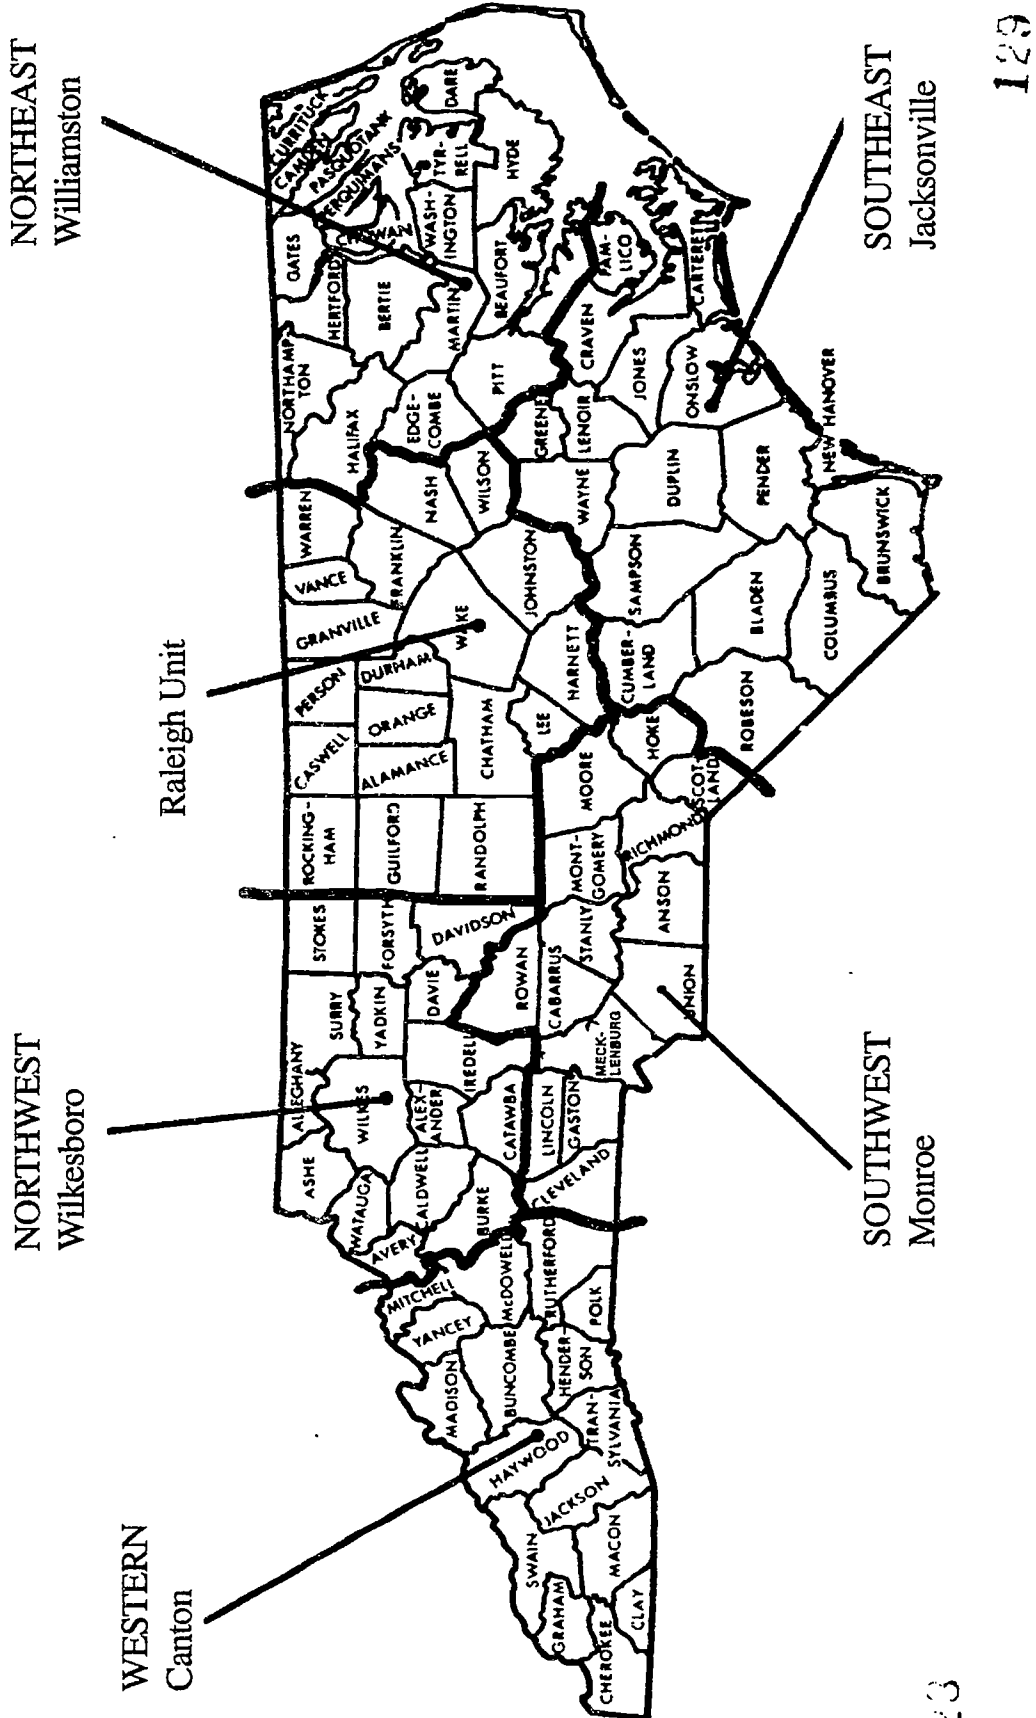 WESTERN
Canton
NORTHWEST
Wilkesboro
Raleigh Unit
NORTHEAST
Williamston
SOUTHWEST
Monroe
SOUTHEAST
Jacksonville
CHEROKEE
GRAHAM
CLAY
SWAIN
MACON
JACKSON
HAYWOOD
TRAN-
SYLVANIA
MADISON
BUNCOMBE
HENDER-
SON
YANCEY
MITCHELL
McDOWELL
POLK
RUTHERFORD
AVERY
BURKE
CLEVELAND
WATAUGA
CALDWELL
ASHE
ALLEGHANY
WILKES
ALEX-
ANDER
CATAWBA
LINCOLN
GASTON
SURRY
YADKIN
IREDELL
DAVIE
ROWAN
CABARRUS
MECK-
LENBURG
UNION
STOKES
FORSYTH
DAVIDSON
STANLY
ANSON
ROCKING-
HAM
GUILFORD
RANDOLPH
MONT-
GOMERY
RICHMOND
CASWELL
ALAMANCE
CHATHAM
MOORE
SCOT-
LAND
HOKE
PERSON
ORANGE
DURHAM
LEE
HARNETT
CUMBER-
LAND
ROBESON
GRANVILLE
WAKE
JOHNSTON
SAMPSON
BLADEN
COLUMBUS
VANCE
WARREN
FRANKLIN
NASH
WILSON
WAYNE
DUPLIN
PENDER
BRUNSWICK
NEW HANOVER
NORTHAMP-
TON
HALIFAX
EDGE-
COMBE
PITT
GREENE
LENOIR
JONES
ONSLOW
HERTFORD
BERTIE
MARTIN
BEAUFORT
CRAVEN
PAM-
LICO
CARTERET
GATES
CHOWAN
WASH-
INGTON
TYR-
RELL
HYDE
DARE
CURRITUCK
CAMDEN
PASQUOTANK
PERQUIMANS
129